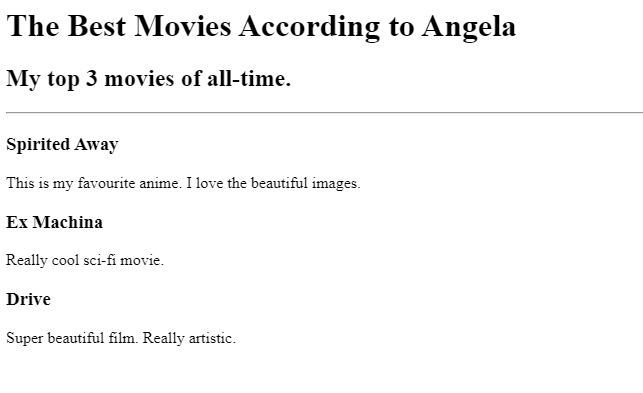 The Best Movies According to Angela
My top 3 movies of all-time.
Spirited Away
This is my favourite anime. I love the beautiful images.
Ex Machina
Really cool sci-fi movie.
Drive
Super beautiful film. Really artistic.